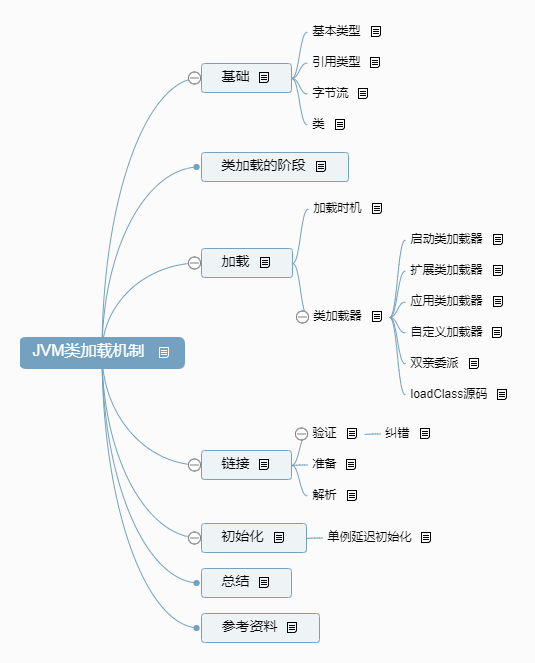 JVM类加载机制
基础
基本类型
引用类型
字节流
类
类加载的阶段
加载
加载时机
类加载器
启动类加载器
扩展类加载器
应用类加载器
自定义加载器
双亲委派
loadClass源码
链接
验证
纠错
准备
解析
初始化
单例延迟初始化
总结
参考资料